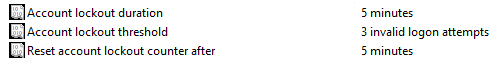 Account lockout duration 5 minutes
Account lockout threshold 3 invalid logon attempts
Reset account lockout counter after 5 minutes